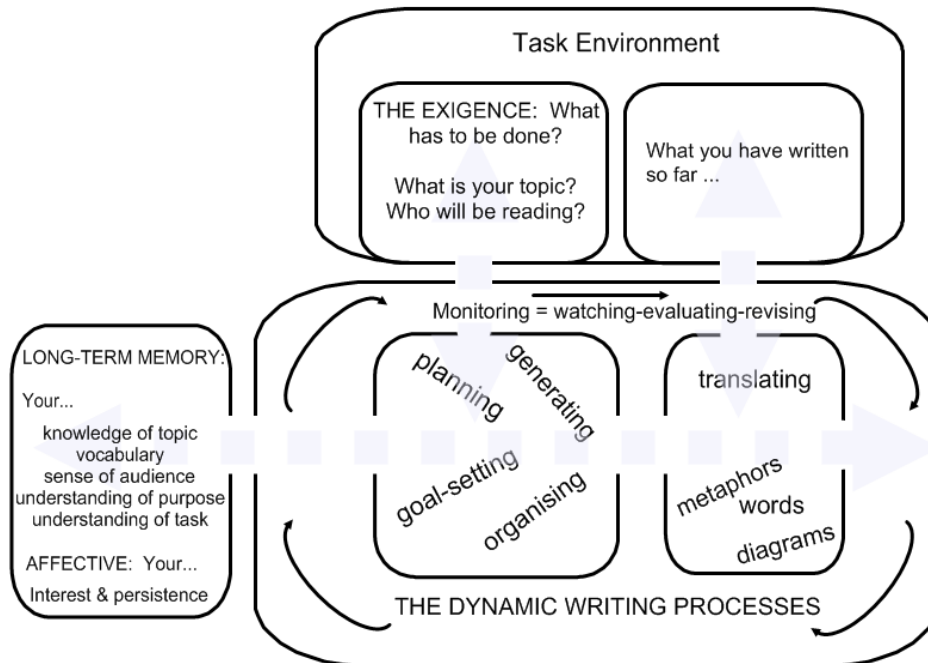 Task Environment
THE EXIGENCE: What
has to be done?
What is your topic?
Who will be reading?
What you have written
so far ...
Monitoring = watching-evaluating-revising
LONG-TERM MEMORY:
Your...
knowledge of topic
vocabulary
sense of audience
understanding of purpose
understanding of task
AFFECTIVE: Your...
Interest & persistence
planning
generating
goal-setting
organising
translating
metaphors
words
diagrams
THE DYNAMIC WRITING PROCESSES